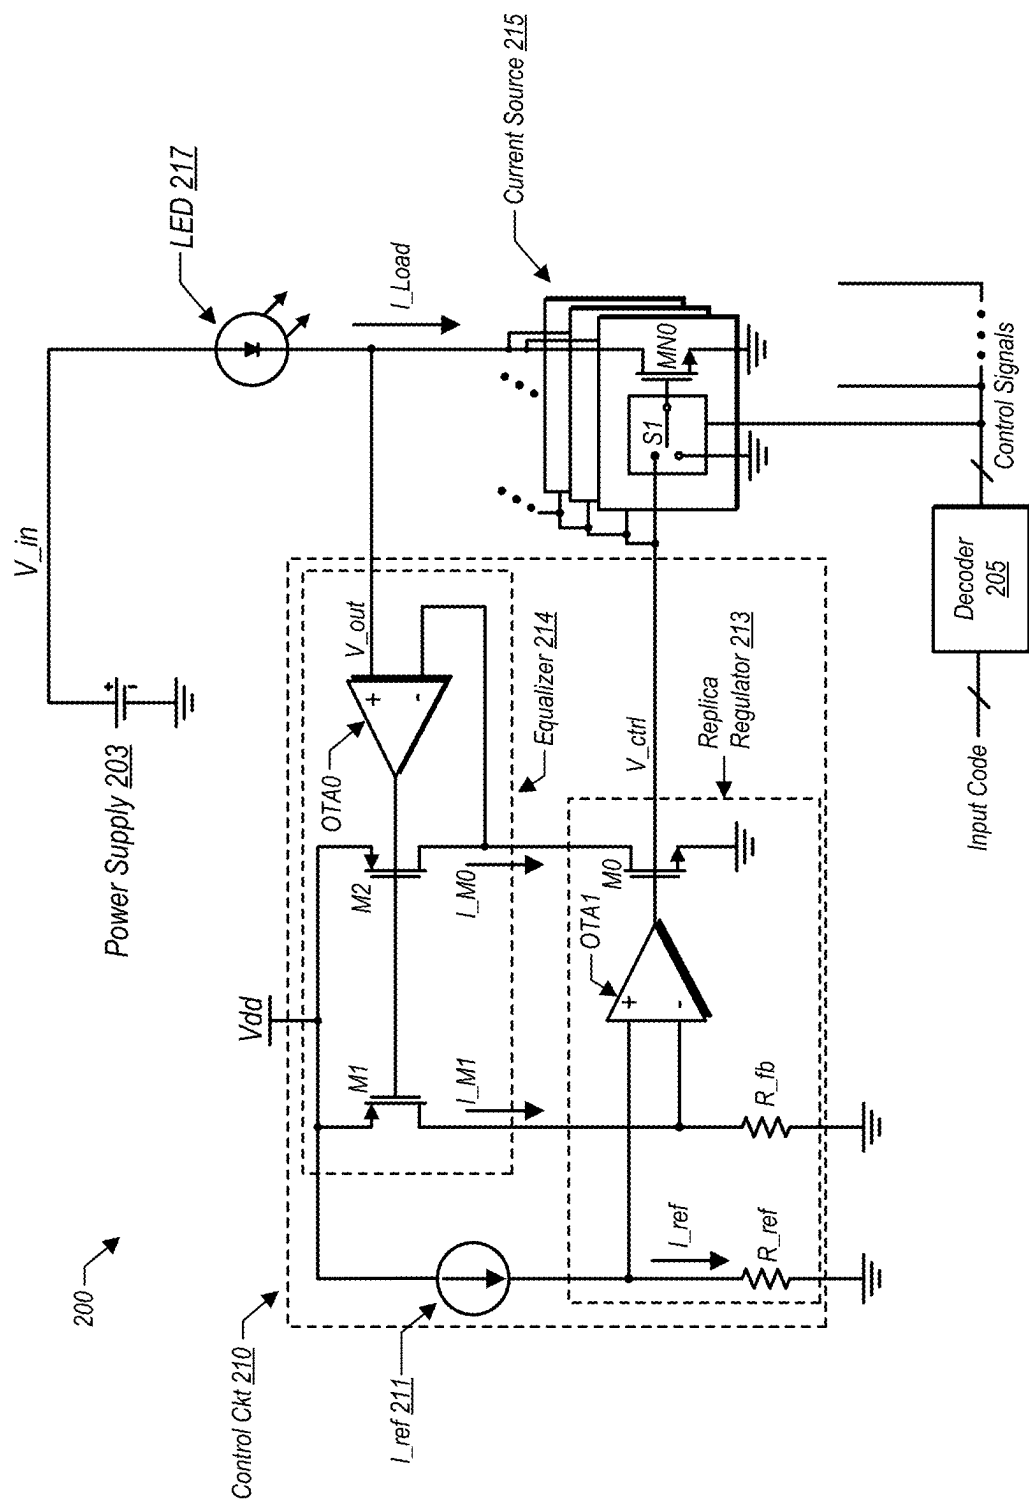 200
Power Supply 203
+
-
V_in
LED 217
Vdd
Control Ckt 210
I_ref 211
M1
M2
OTA0
+
-
V_out
I_Load
I_M1
I_M0
Equalizer 214
Current Source 215
OTA1
+
-
M0
V_ctrl
S1
MN0
I_ref
R_ref
R_fb
Replica
Regulator 213
Input Code
Decoder
205
Control Signals